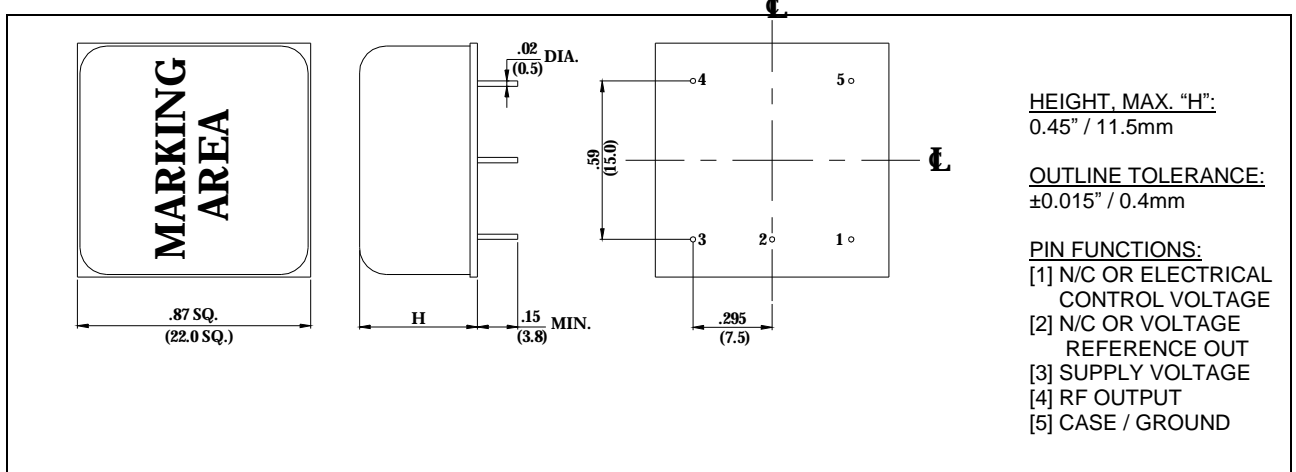 ℄
MARKING
AREA
.87 SQ.
(22.0 SQ.)
.02
(0.5)
DIA.
H
.15
(3.8)
MIN.
4
5
.59
(15.0)
℄
3
2
1
.295
(7.5)
HEIGHT, MAX. “H”:
0.45” / 11.5mm
OUTLINE TOLERANCE:
±0.015” / 0.4mm
PIN FUNCTIONS:
[1] N/C OR ELECTRICAL
CONTROL VOLTAGE
[2] N/C OR VOLTAGE
REFERENCE OUT
[3] SUPPLY VOLTAGE
[4] RF OUTPUT
[5] CASE / GROUND